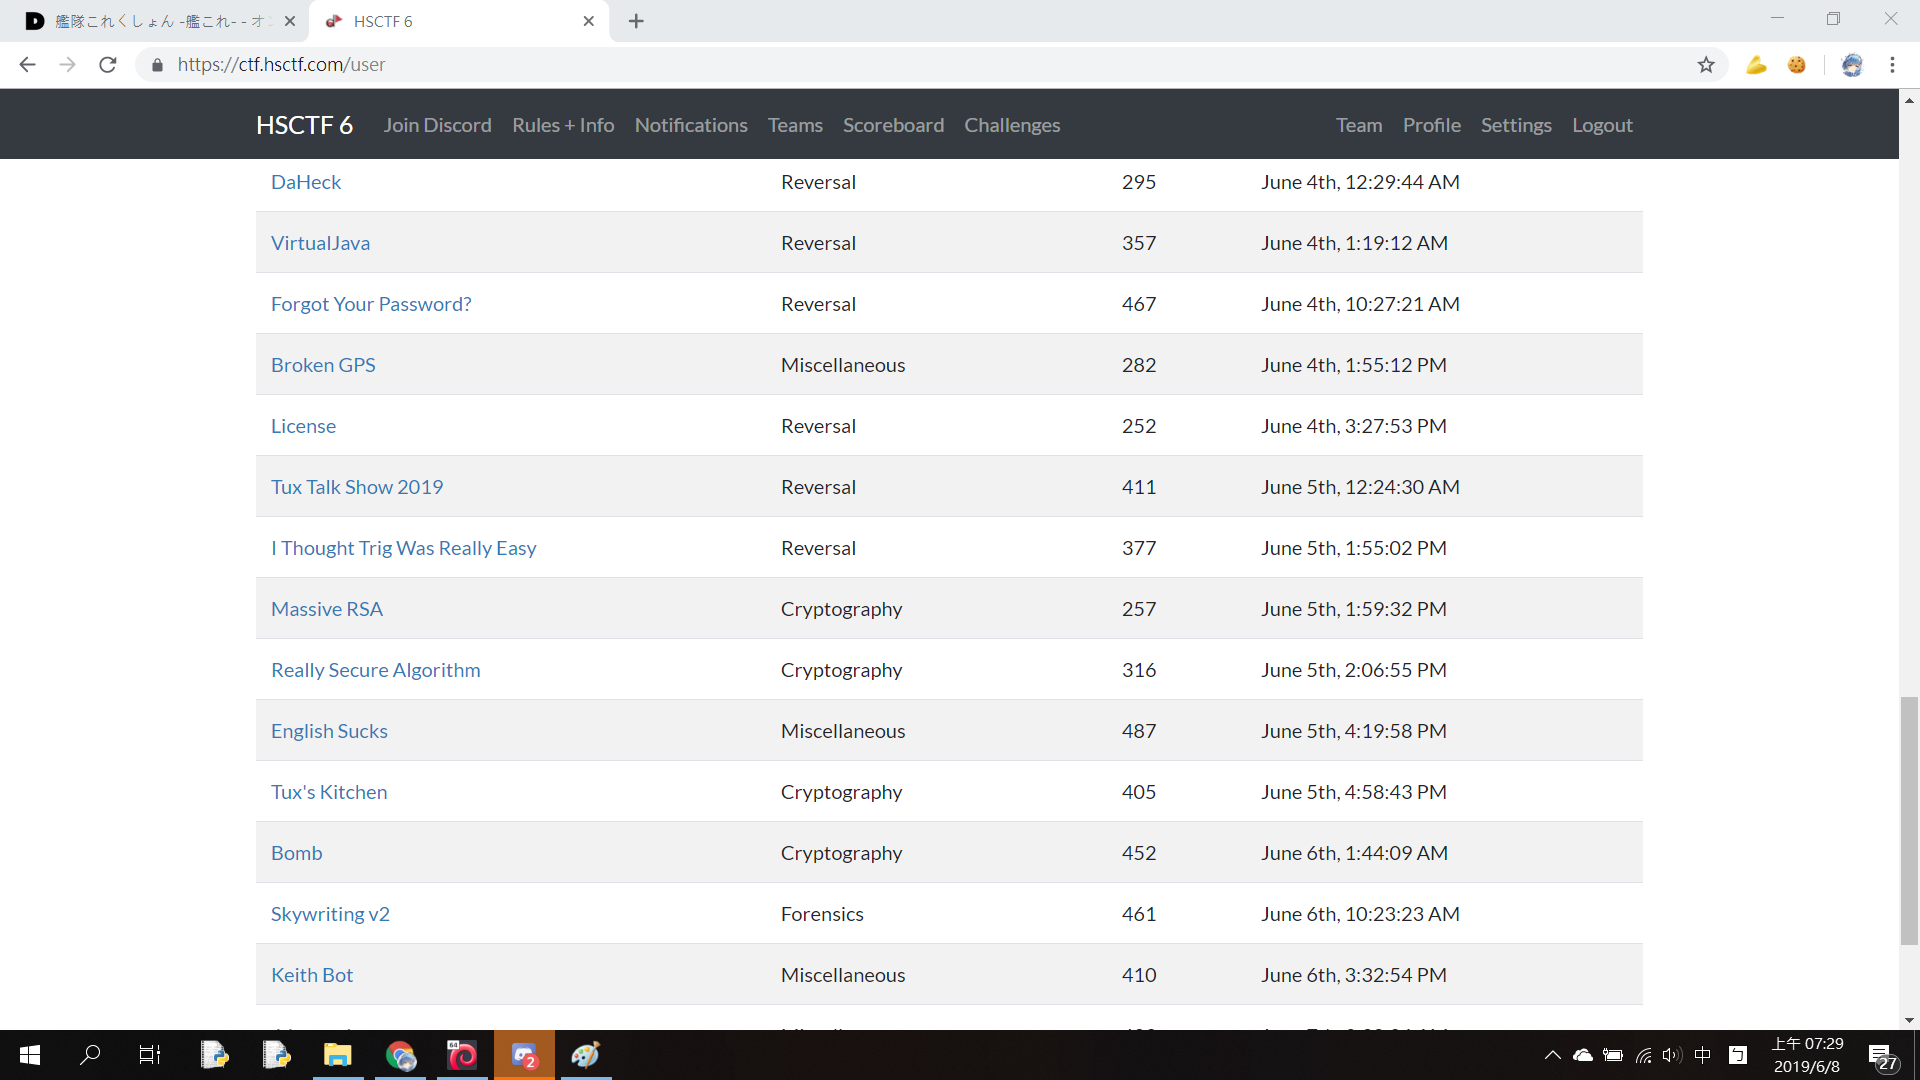 艦隊これくしょん -艦これ- - オン
HSCTF 6
https://ctf.hsctf.com/user
HSCTF 6 Join Discord Rules + Info Notifications Teams Scoreboard Challenges Team Profile Settings Logout
DaHeck Reversal 295 June 4th, 12:29:44 AM
VirtualJava Reversal 357 June 4th, 1:19:12 AM
Forgot Your Password? Reversal 467 June 4th, 10:27:21 AM
Broken GPS Miscellaneous 282 June 4th, 1:55:12 PM
License Reversal 252 June 4th, 3:27:53 PM
Tux Talk Show 2019 Reversal 411 June 5th, 12:24:30 AM
I Thought Trig Was Really Easy Reversal 377 June 5th, 1:55:02 PM
Massive RSA Cryptography 257 June 5th, 1:59:32 PM
Really Secure Algorithm Cryptography 316 June 5th, 2:06:55 PM
English Sucks Miscellaneous 487 June 5th, 4:19:58 PM
Tux's Kitchen Cryptography 405 June 5th, 4:58:43 PM
Bomb Cryptography 452 June 6th, 1:44:09 AM
Skywriting v2 Forensics 461 June 6th, 10:23:23 AM
Keith Bot Miscellaneous 410 June 6th, 3:32:54 PM
64
2
中
ㄅ
上午 07:29
2019/6/8
27